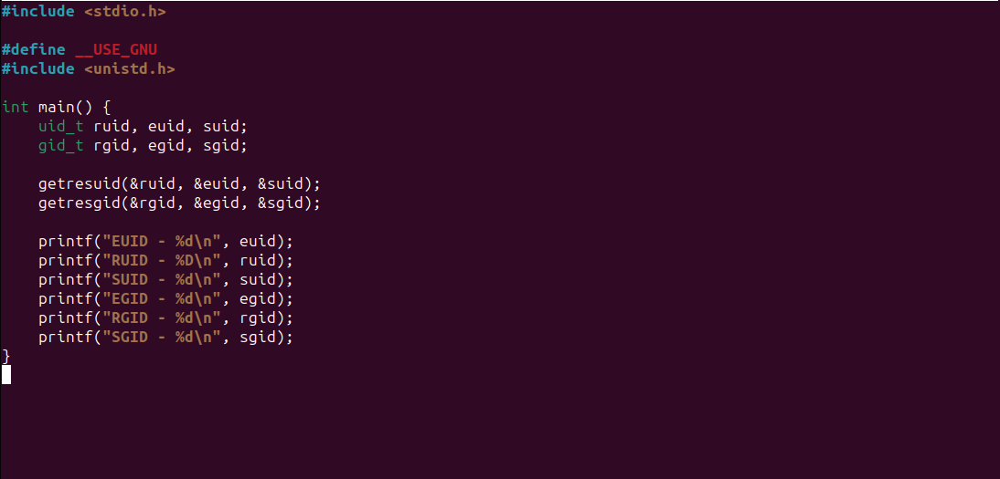 #include <stdio.h>
#define __USE_GNU
#include <unistd.h>
int main() {
uid_t ruid, euid, suid;
gid_t rgid, egid, sgid;
getresuid(&ruid, &euid, &suid);
getresgid(&rgid, &egid, &sgid);
printf("EUID - %d\n", euid);
printf("RUID - %D\n", ruid);
printf("SUID - %d\n", suid);
printf("EGID - %d\n", egid);
printf("RGID - %d\n", rgid);
printf("SGID - %d\n", sgid);
}